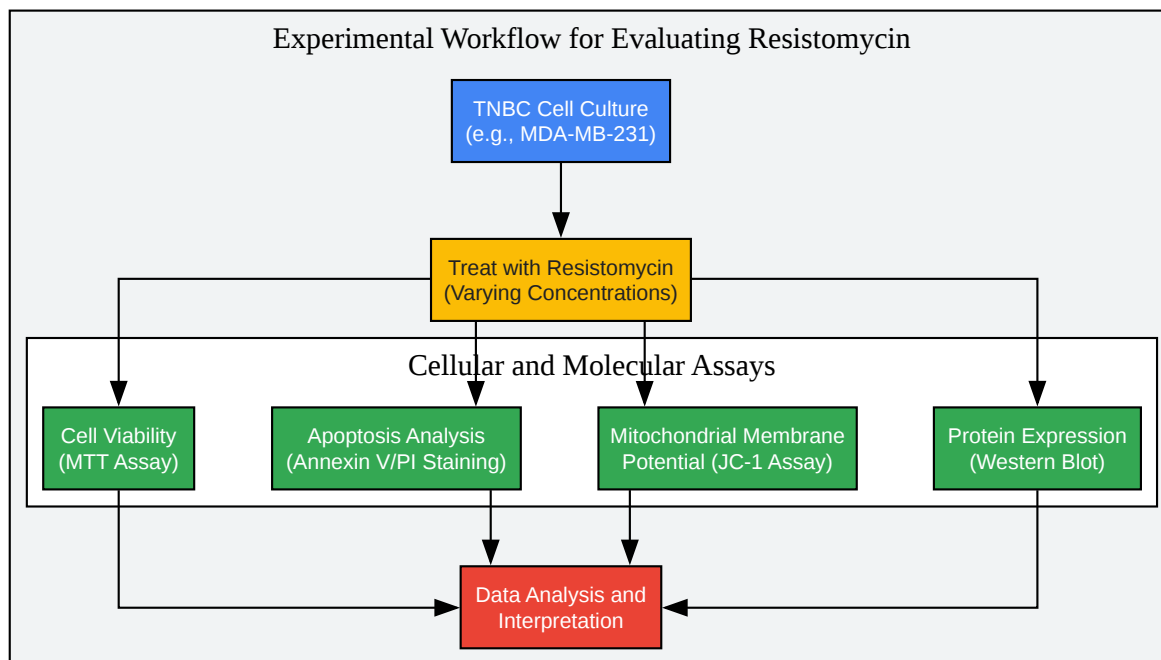 Experimental Workflow for Evaluating Resistomycin
TNBC Cell Culture
(e.g., MDA-MB-231)
Treat with Resistomycin
(Varying Concentrations)
Cellular and Molecular Assays
Cell Viability
(MTT Assay)
Apoptosis Analysis
(Annexin V/PI Staining)
Mitochondrial Membrane
Potential (JC-1 Assay)
Protein Expression
(Western Blot)
Data Analysis and
Interpretation